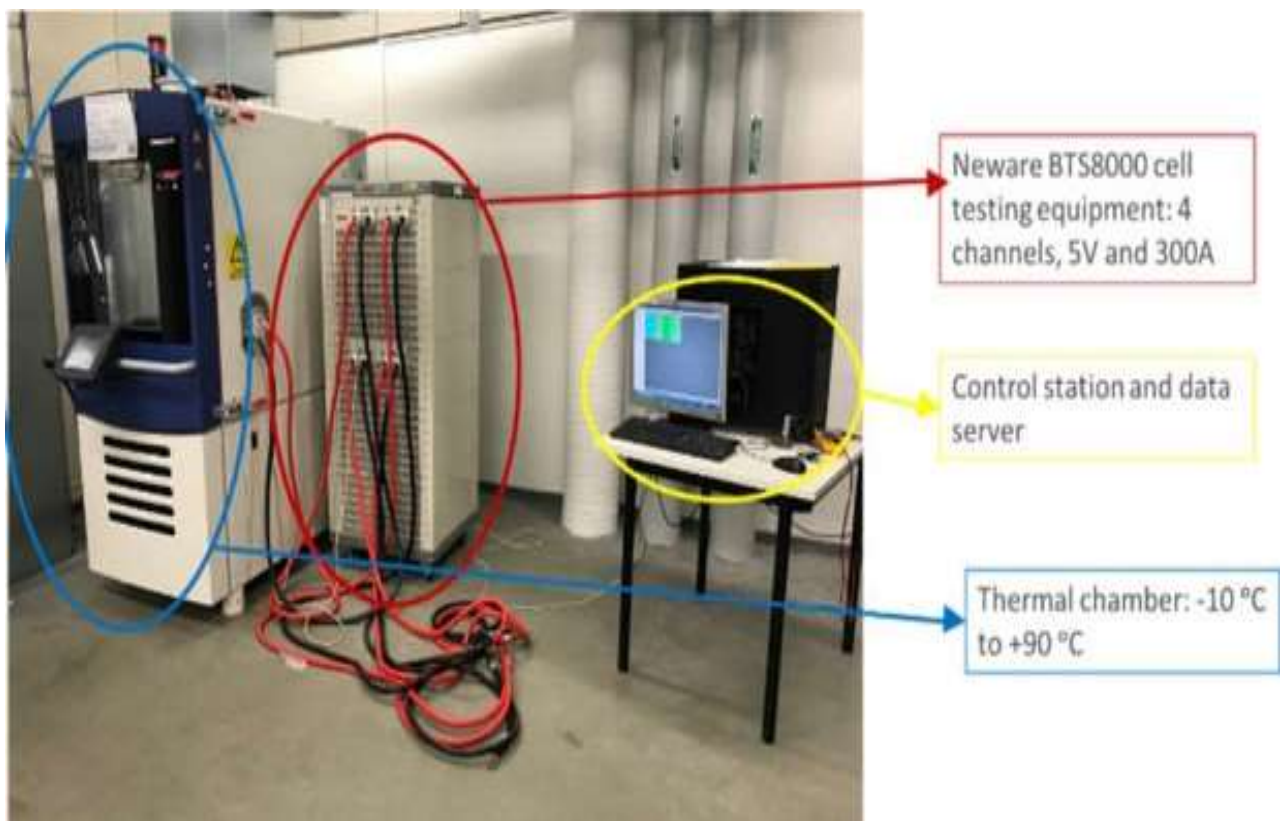 Neware BTS8000 cell
testing equipment: 4
channels, 5V and 300A
Control station and data
server
Thermal chamber: -10 °C
to +90 °C